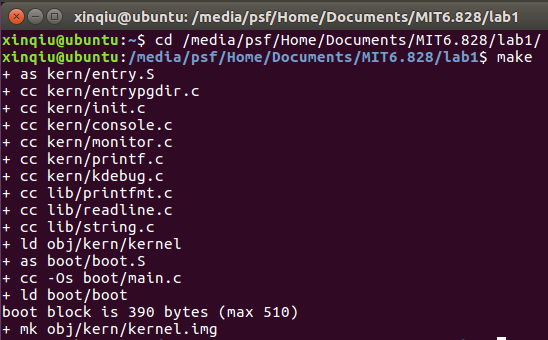 xinqiu@ubuntu: /media/psf/Home/Documents/MIT6.828/lab1
xinqiu@ubuntu:~$ cd /media/psf/Home/Documents/MIT6.828/lab1/
xinqiu@ubuntu:/media/psf/Home/Documents/MIT6.828/lab1$ make
+ as kern/entry.S
+ cc kern/entrypgdir.c
+ cc kern/init.c
+ cc kern/console.c
+ cc kern/monitor.c
+ cc kern/printf.c
+ cc kern/kdebug.c
+ cc lib/printfmt.c
+ cc lib/readline.c
+ cc lib/string.c
+ ld obj/kern/kernel
+ as boot/boot.S
+ cc -Os boot/main.c
+ ld boot/boot
boot block is 390 bytes (max 510)
+ mk obj/kern/kernel.img